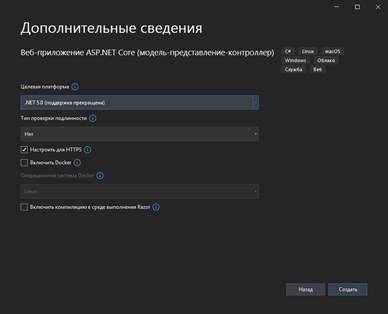 Дополнительные сведения
Веб-приложение ASP.NET Core (модель-представление-контроллер)
C# Linux macOS
Windows Облако
Служба Веб
Целевая платформа
.NET 5.0 (поддержка прекращена)
Тип проверки подлинности
Нет
Настроить для HTTPS
Включить Docker
Операционная система Docker
Linux
Включить компиляцию в среде выполнения Razor
Назад Создать